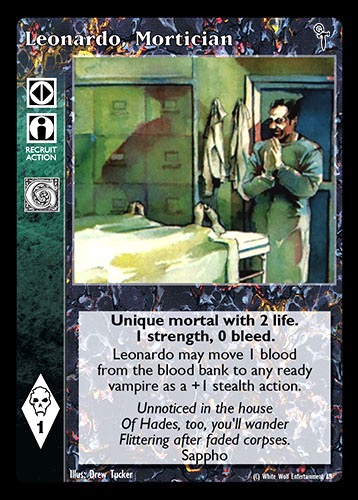 Leonardo, Mortician
RECRUIT
ACTION
Unique mortal with 2 life.
1 strength, 0 bleed.
Leonardo may move 1 blood
from the blood bank to any ready
vampire as a +1 stealth action.
Unnoticed in the house
Of Hades, too, you'll wander
Flittering after faded corpses.
Sappho
1
Illus: Drew Tucker
(C) White Wolf Entertainment AB